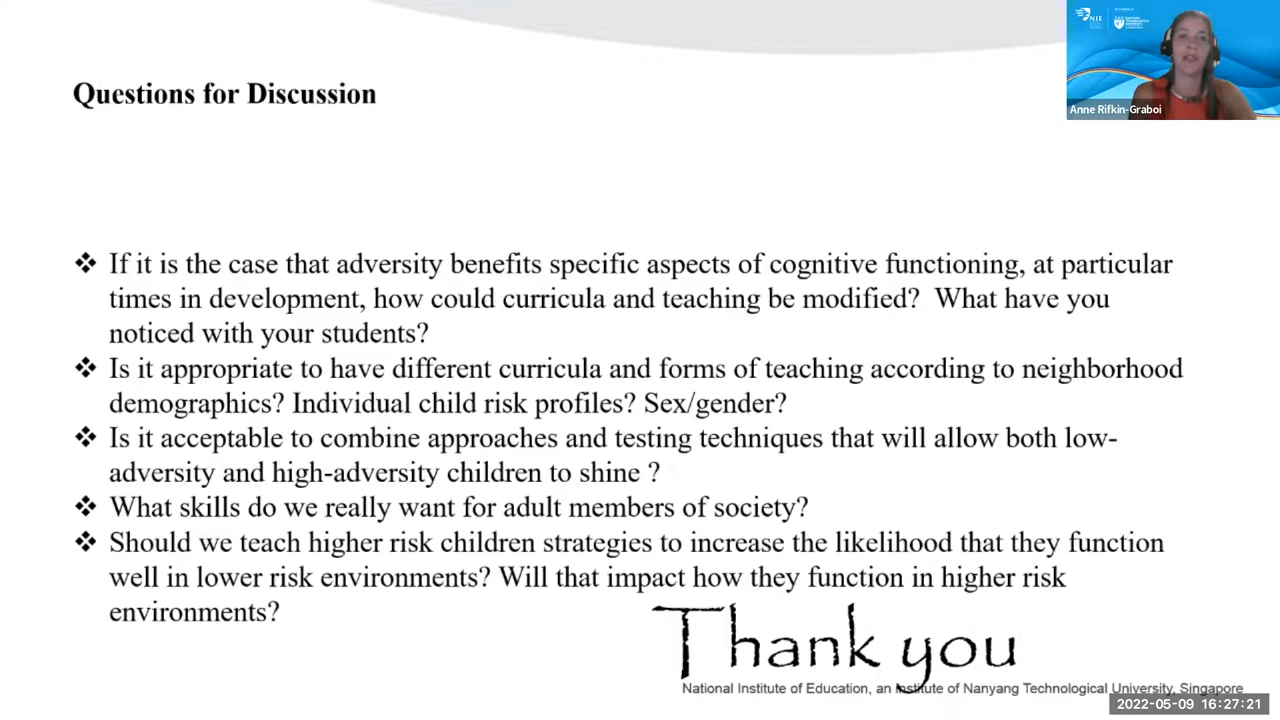 NIE
Anne Rifkin-Graboi
Questions for Discussion
❖ If it is the case that adversity benefits specific aspects of cognitive functioning, at particular
times in development, how could curricula and teaching be modified?  What have you
noticed with your students?
❖ Is it appropriate to have different curricula and forms of teaching according to neighborhood
demographics? Individual child risk profiles? Sex/gender?
❖ Is it acceptable to combine approaches and testing techniques that will allow both low-
adversity and high-adversity children to shine ?
❖ What skills do we really want for adult members of society?
❖ Should we teach higher risk children strategies to increase the likelihood that they function
well in lower risk environments? Will that impact how they function in higher risk
environments?
Thank you
National Institute of Education, an Institute of Nanyang Technological University, Singapore
2022-05-09 16:27:21